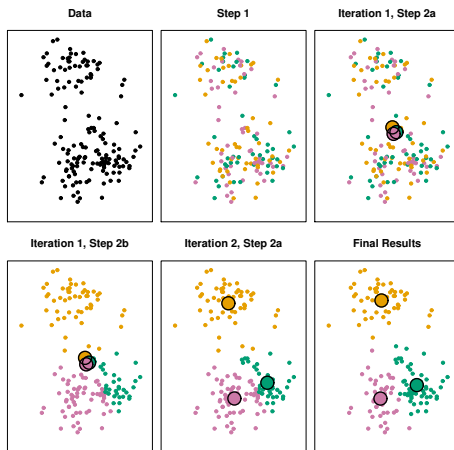 Data
Step 1
Iteration 1, Step 2a
Iteration 1, Step 2b
Iteration 2, Step 2a
Final Results